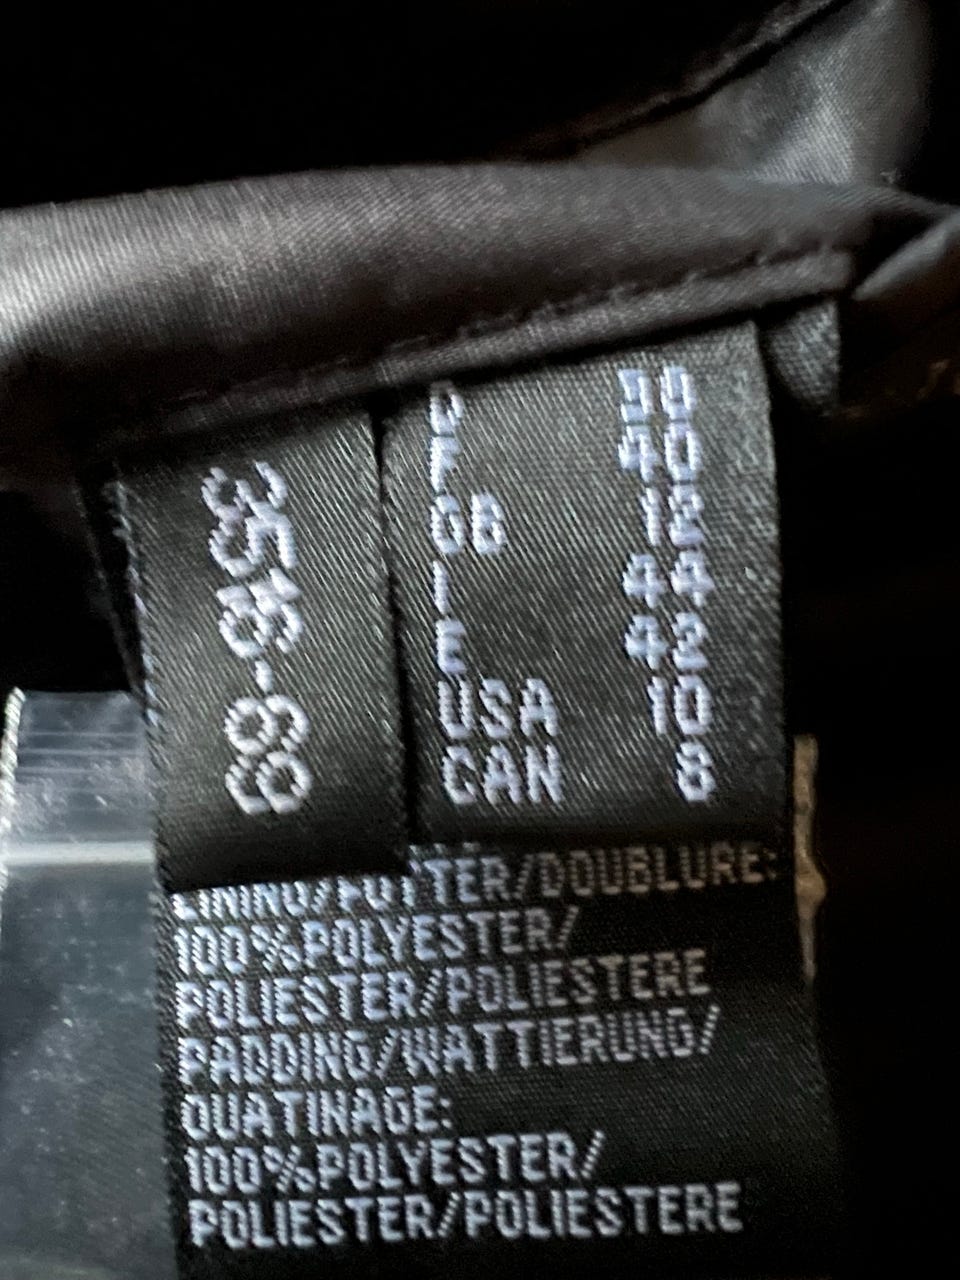 D
F 40
GB 12
I 44
E 42
USA 10
CAN 8
LINING/FUTTER/DOUBLURE:
100%POLYESTER/
POLIESTER/POLIESTERE
PADDING/WATTIERUNG/
OUATINAGE:
100%POLYESTER/
POLIESTER/POLIESTERE